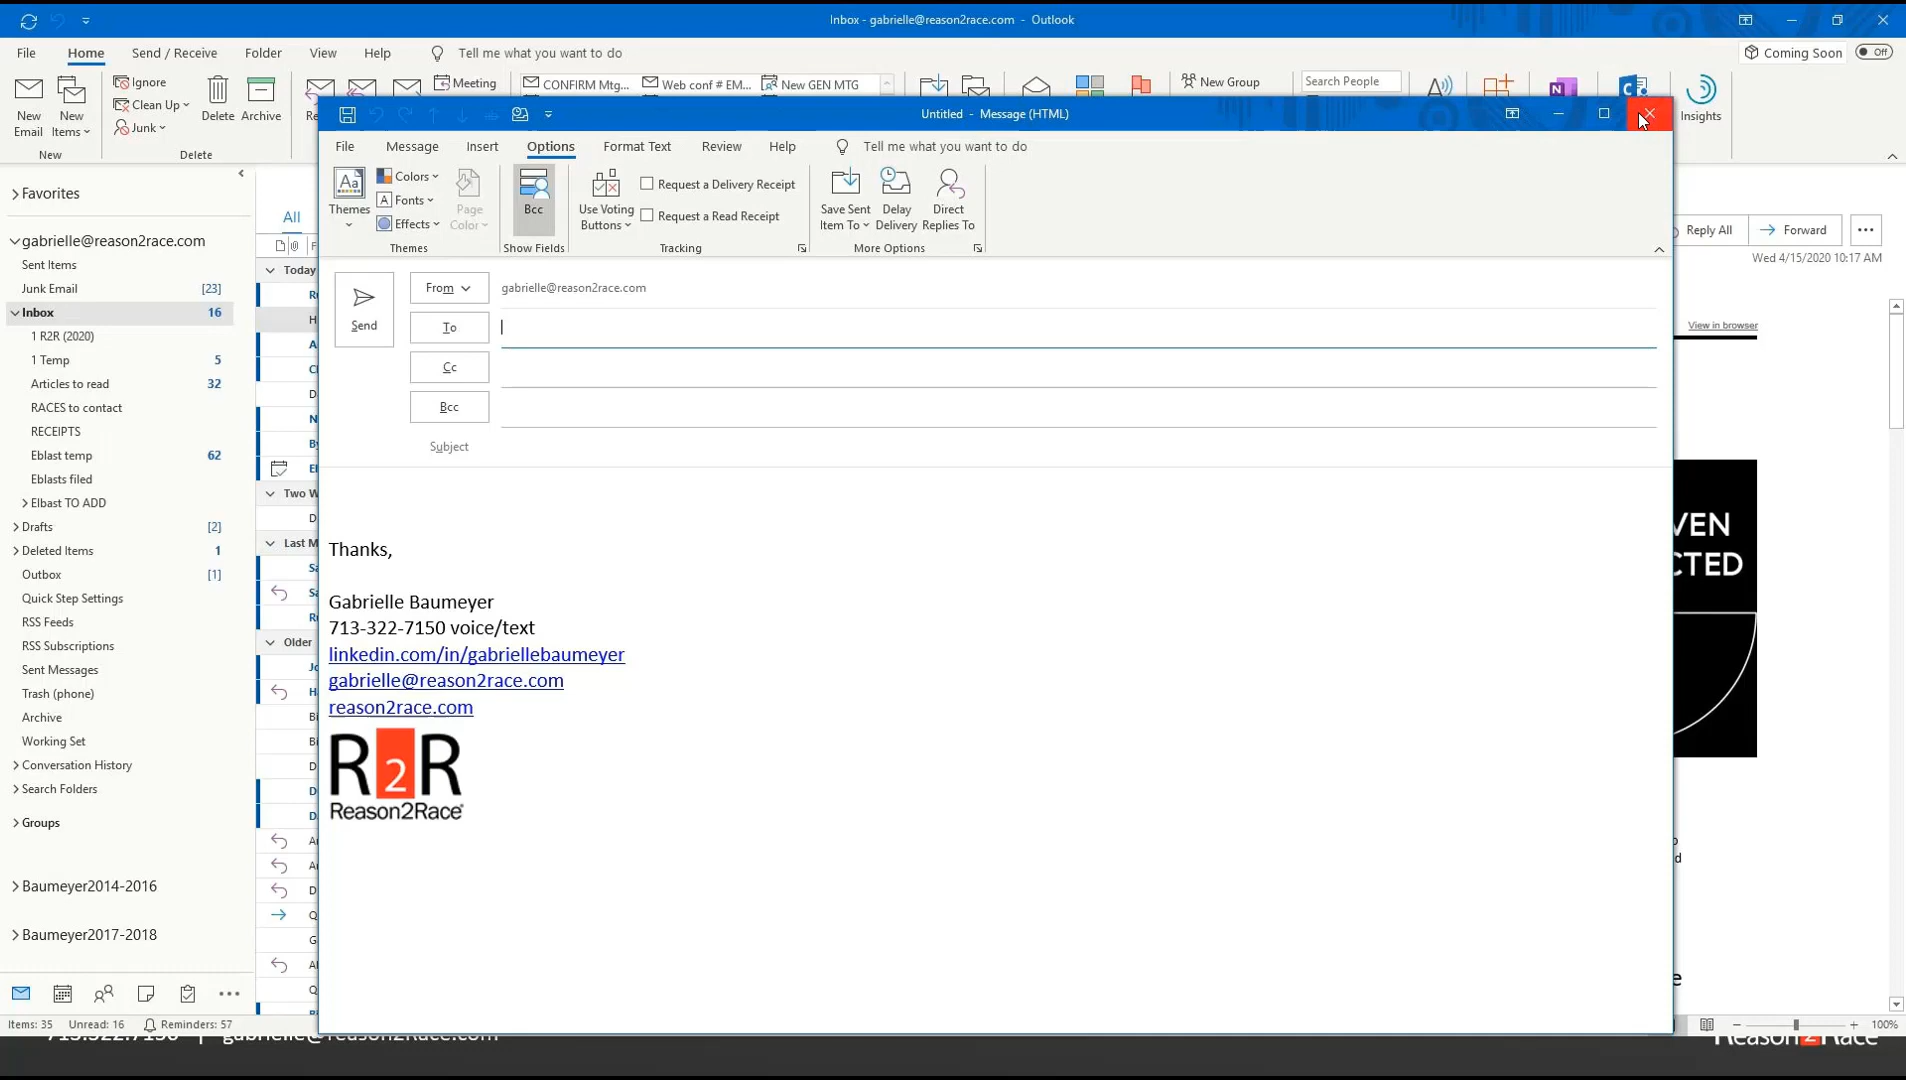 Inbox - gabrielle@reason2race.com - Outlook
File Home Send / Receive Folder View Help Tell me what you want to do
Coming Soon Off
New Email
New Items
New
Ignore
Clean Up
Junk
Delete
Archive
Delete
Meeting
CONFIRM Mtg...
Web conf # EM...
New GEN MTG
New Group
Search People
Insights
Untitled - Message (HTML)
File Message Insert Options Format Text Review Help Tell me what you want to do
Themes
Colors
Fonts
Effects
Page Color
Themes
Bcc
Show Fields
Use Voting Buttons
Request a Delivery Receipt
Request a Read Receipt
Tracking
Save Sent Item To
Delay Delivery
Direct Replies To
More Options
Send
From gabrielle@reason2race.com
To
Cc
Bcc
Subject
Thanks,
Gabrielle Baumeyer
713-322-7150 voice/text
linkedin.com/in/gabriellebaumeyer
gabrielle@reason2race.com
reason2race.com
R2R
Reason2Race
Favorites
gabrielle@reason2race.com
Sent Items
Junk Email [23]
Inbox 16
1 R2R (2020)
1 Temp 5
Articles to read 32
RACES to contact
RECEIPTS
Eblast temp 62
Eblasts filed
Elbast TO ADD
Drafts [2]
Deleted Items 1
Outbox [1]
Quick Step Settings
RSS Feeds
RSS Subscriptions
Sent Messages
Trash (phone)
Archive
Working Set
Conversation History
Search Folders
Groups
Baumeyer2014-2016
Baumeyer2017-2018
All
Today
Two W
Last M
Older
Reply All Forward
Wed 4/15/2020 10:17 AM
View in browser
VEN
CTED
Items: 35 Unread: 16 Reminders: 57
100%
gabrielle@reason2race.com
Reason2Race